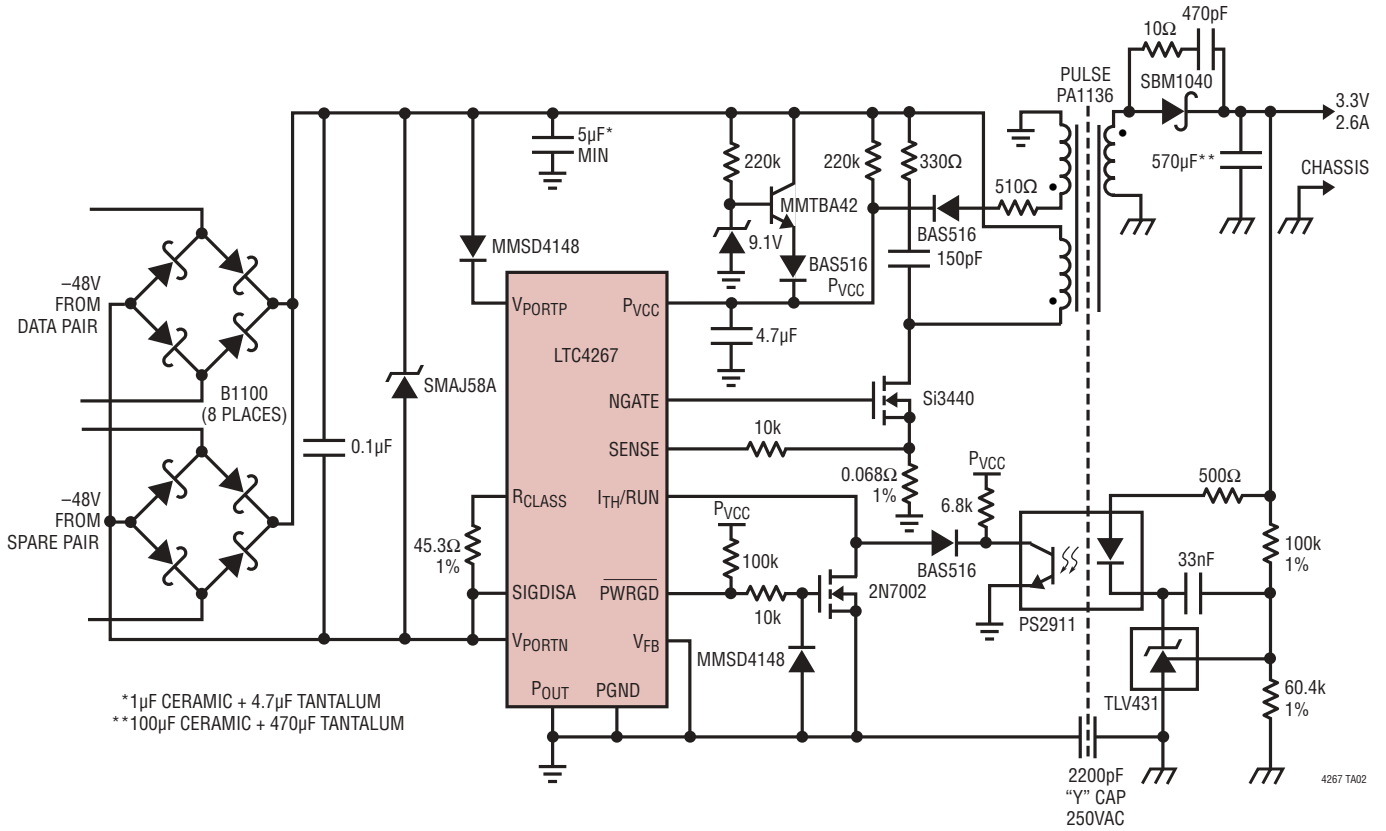 470pF
10Ω
PULSE
PA1136
SBM1040
3.3V
2.6A
5µF*
MIN
220k
220k
330Ω
570µF**
CHASSIS
510Ω
MMTBA42
BAS516
MMSD4148
9.1V
BAS516
PVCC
150pF
–48V
FROM
DATA PAIR
VPORTP
PVCC
4.7µF
LTC4267
SMAJ58A
B1100
(8 PLACES)
NGATE
Si3440
0.1µF
10k
SENSE
0.068Ω
1%
PVCC
500Ω
–48V
FROM
SPARE PAIR
RCLASS
ITH/RUN
6.8k
PVCC
45.3Ω
1%
100k
BAS516
33nF
100k
1%
SIGDISA
PWRGD
2N7002
10k
PS2911
VPORTN
VFB
MMSD4148
POUT
PGND
TLV431
60.4k
1%
*1µF CERAMIC + 4.7µF TANTALUM
**100µF CERAMIC + 470µF TANTALUM
2200pF
“Y” CAP
250VAC
4267 TA02